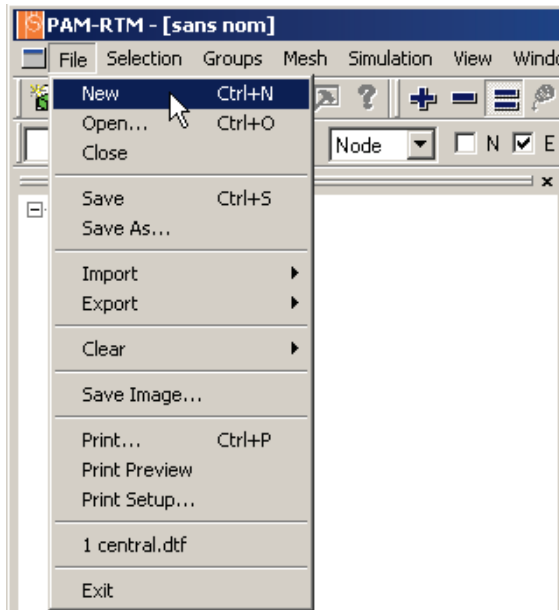 PAM-RTM - [sans nom]
File Selection Groups Mesh Simulation View
New Ctrl+N
Open... Ctrl+O
Close
Node N E
Save Ctrl+S
Save As...
Import
Export
Clear
Save Image...
Print... Ctrl+P
Print Preview
Print Setup...
1 central.dtf
Exit